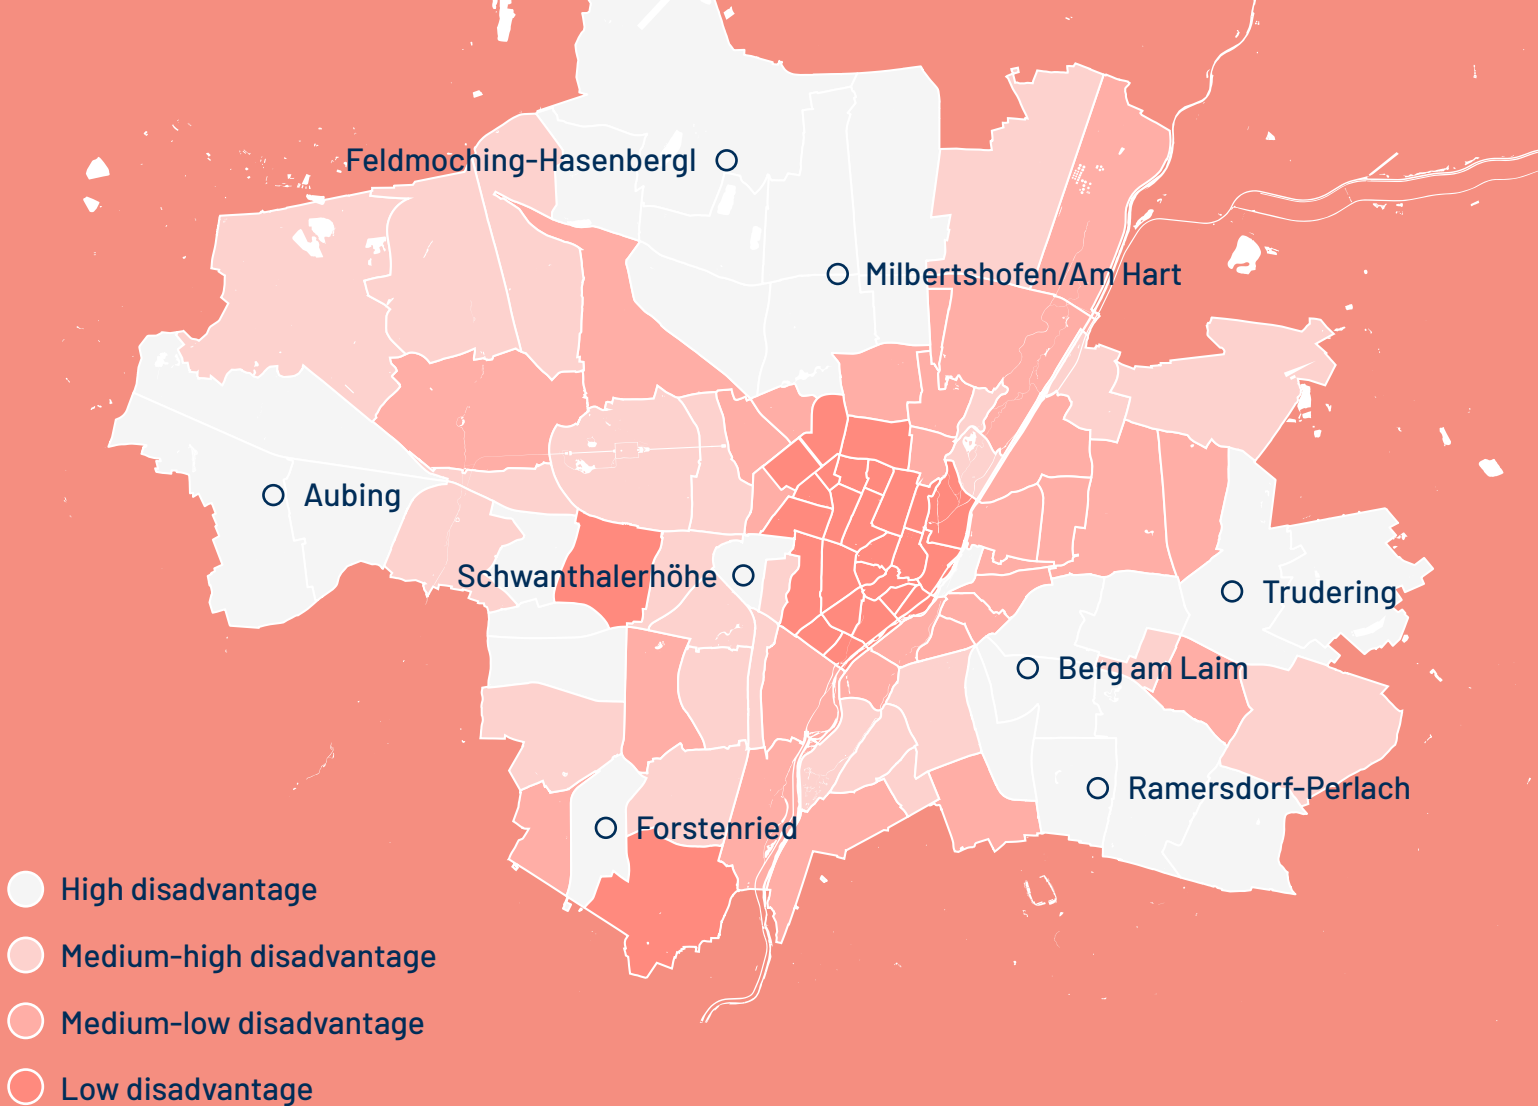 Feldmoching-Hasenbergl
Milbertshofen/Am Hart
Aubing
Schwanthalerhöhe
Trudering
Berg am Laim
Ramersdorf-Perlach
Forstenried
High disadvantage
Medium-high disadvantage
Medium-low disadvantage
Low disadvantage